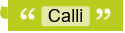 “ Calli ”